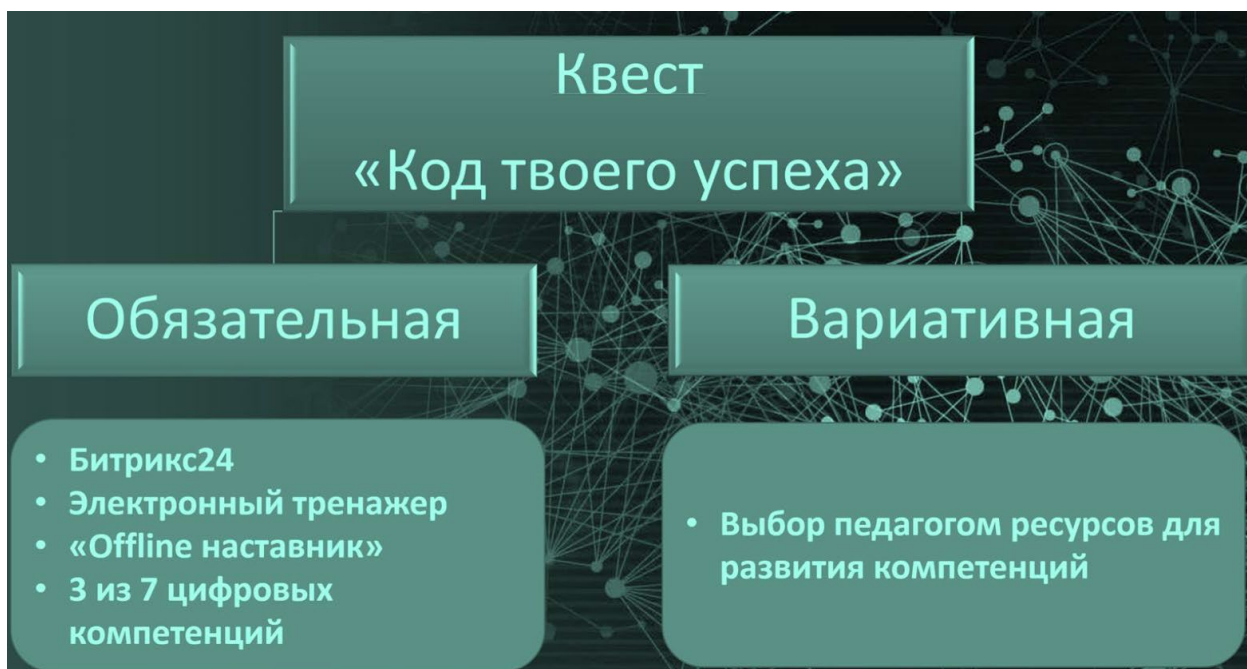 Квест
«Код твоего успеха»
Обязательная
Вариативная
• Битрикс24
• Электронный тренажер
• «Offline наставник»
• 3 из 7 цифровых
компетенций
• Выбор педагогом ресурсов для
развития компетенций